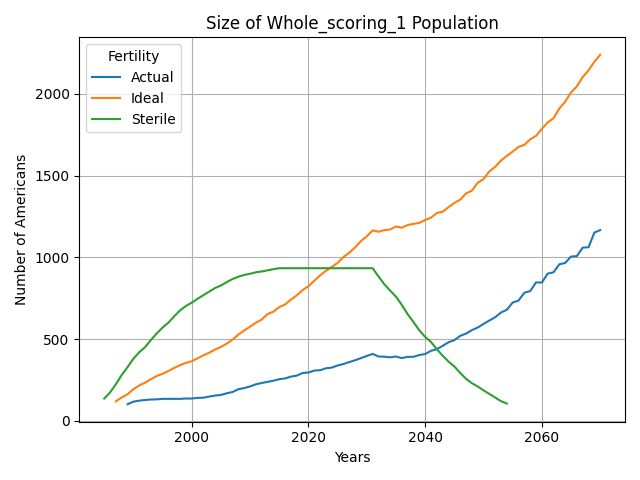 Size of Whole_scoring_1 Population
Fertility
Actual
Ideal
Sterile
Number of Americans
2000
1500
1000
500
0
2000 2020 2040 2060
Years